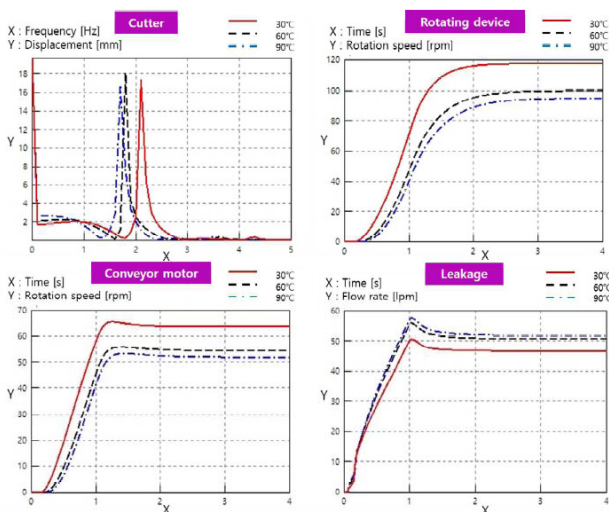 Cutter
X : Frequency [Hz]
Y : Displacement [mm]
30℃
60℃
90℃
18
16
14
12
10
8
6
4
2
Y
0 1 2 3 4 5
X
Rotating device
X : Time [s]
Y : Rotation speed [rpm]
30℃
60℃
90℃
120
100
80
60
40
20
0
Y
0 1 2 3 4
X
Conveyor motor
X : Time [s]
Y : Rotation speed [rpm]
30℃
60℃
90℃
70
60
50
40
30
20
10
0
Y
0 1 2 3 4
X
Leakage
X : Time [s]
Y : Flow rate [lpm]
30℃
60℃
90℃
60
50
40
30
20
10
0
Y
0 1 2 3 4
X